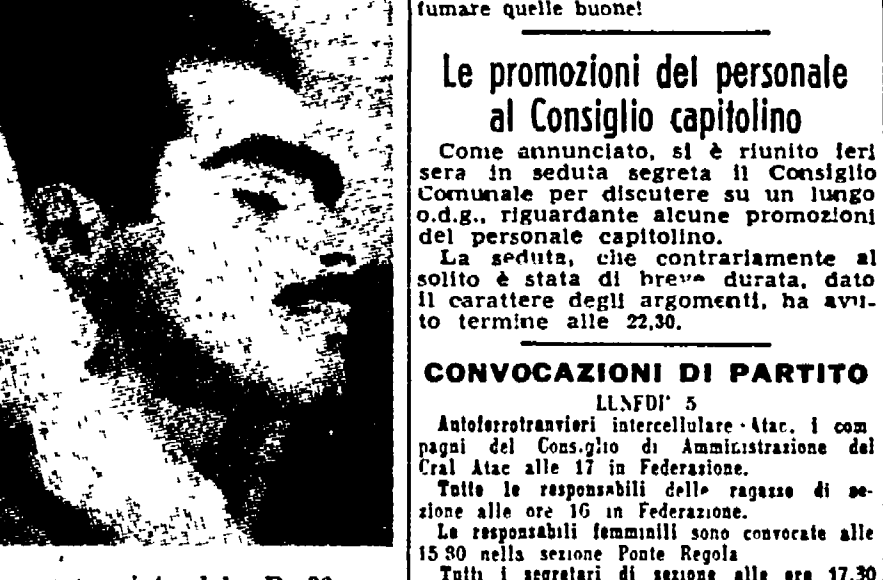 fumare quelle buone!
Le promozioni del personale
al Consiglio capitolino
Come annunciato, si è riunito ieri
sera in seduta segreta il Consiglio
Comunale per discutere su un lungo
o.d.g., riguardante alcune promozioni
del personale capitolino.
La seduta, che contrariamente al
solito è stata di breve durata, dato
il carattere degli argomenti, ha avu-
to termine alle 22,30.
CONVOCAZIONI DI PARTITO
LUNEDI' 5
Autoferrotranvieri intercellulare Atac, i com
pagni del Consiglio di Amministrazione del
Cral Atac alle 17 in Federazione.
Tutte le responsabili delle ragazze di se-
zione alle ore 16 in Federazione.
Le responsabili femminili sono convocate alle
15 30 nella sezione Ponte Regola
Tutti i segretari di sezione alle ore 17.30